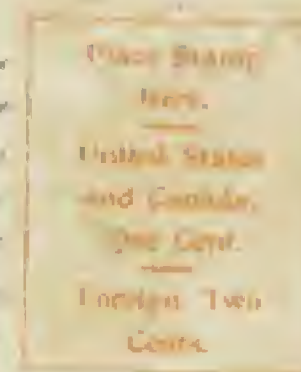 Place Stamp
Here.
United States
and Canada,
One Cent.
Foreign, Two
Cents.